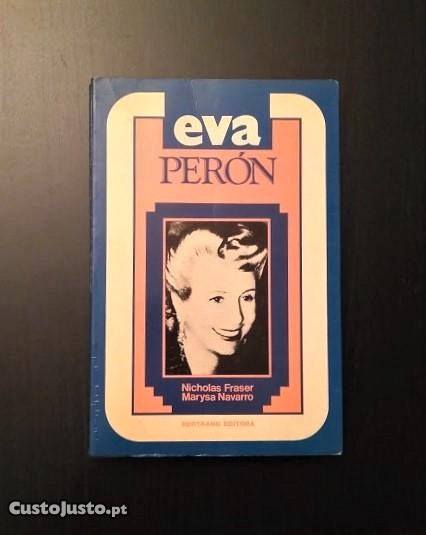 eva
PERÓN
Nicholas Fraser
Marysa Navarro
BERTRAND EDITORA
CustoJusto.pt